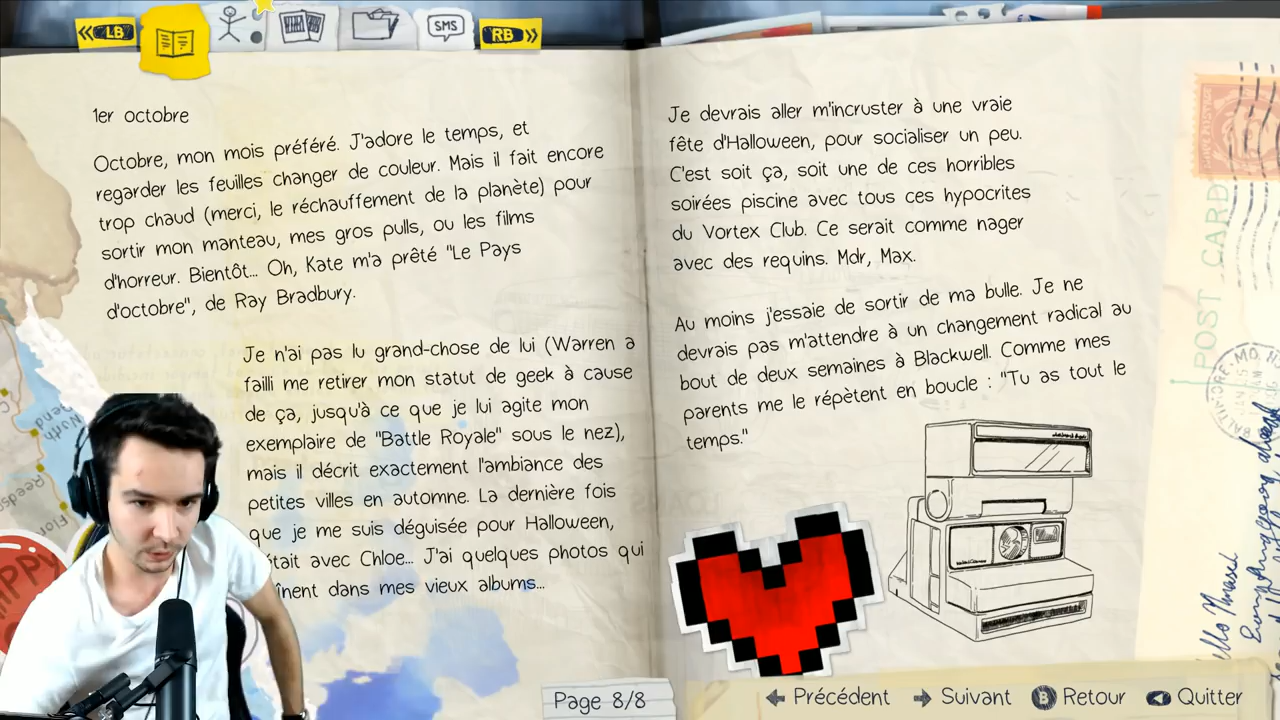 LB
SMS
RB
1er octobre
Octobre, mon mois préféré. J'adore le temps, et
regarder les feuilles changer de couleur. Mais il fait encore
trop chaud (merci, le réchauffement de la planète) pour
sortir mon manteau, mes gros pulls, ou les films
d'horreur. Bientôt... Oh, Kate m'a prêté "Le Pays
d'octobre", de Ray Bradbury.
Je n'ai pas lu grand-chose de lui (Warren a
failli me retirer mon statut de geek à cause
de ça, jusqu'à ce que je lui agite mon
exemplaire de "Battle Royale" sous le nez),
mais il décrit exactement l'ambiance des
petites villes en automne. La dernière fois
que je me suis déguisée pour Halloween,
était avec Chloe... J'ai quelques photos qui
dans mes vieux albums...
Je devrais aller m'incruster à une vraie
fête d'Halloween, pour socialiser un peu.
C'est soit ça, soit une de ces horribles
soirées piscine avec tous ces hypocrites
du Vortex Club. Ce serait comme nager
avec des requins. Mdr, Max.
Au moins j'essaie de sortir de ma bulle. Je ne
devrais pas m'attendre à un changement radical au
bout de deux semaines à Blackwell. Comme mes
parents me le répètent en boucle : "Tu as tout le
temps."
POST CARD
Page 8/8
Précédent
Suivant
B Retour
Quitter